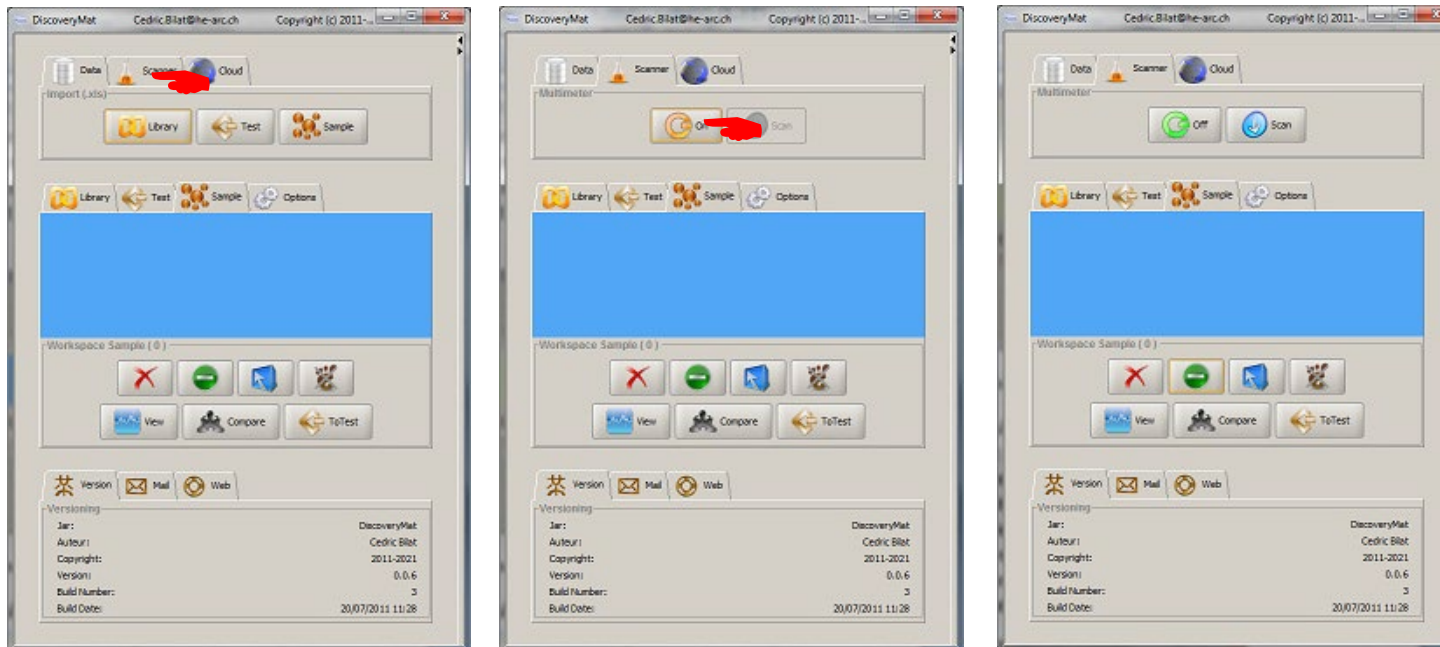 DiscoveryMat Cedric.Bilat@he-arc.ch Copyright (c) 2011-...
Data Scanner Cloud
Import (.xls)
Library Test Sample
Library Test Sample Options
Workspace Sample ( 0 )
View Compare ToTest
Version Mail Web
Versioning
Jar: DiscoveryMat
Auteur: Cedric Bilat
Copyright: 2011-2021
Version: 0.0.6
Build Number: 3
Build Date: 20/07/2011 11:28
DiscoveryMat Cedric.Bilat@he-arc.ch Copyright (c) 2011-...
Data Scanner Cloud
Multimeter
On Scan
Library Test Sample Options
Workspace Sample ( 0 )
View Compare ToTest
Version Mail Web
Versioning
Jar: DiscoveryMat
Auteur: Cedric Bilat
Copyright: 2011-2021
Version: 0.0.6
Build Number: 3
Build Date: 20/07/2011 11:28
DiscoveryMat Cedric.Bilat@he-arc.ch Copyright (c) 2011-...
Data Scanner Cloud
Multimeter
Off Scan
Library Test Sample Options
Workspace Sample ( 0 )
View Compare ToTest
Version Mail Web
Versioning
Jar: DiscoveryMat
Auteur: Cedric Bilat
Copyright: 2011-2021
Version: 0.0.6
Build Number: 3
Build Date: 20/07/2011 11:28